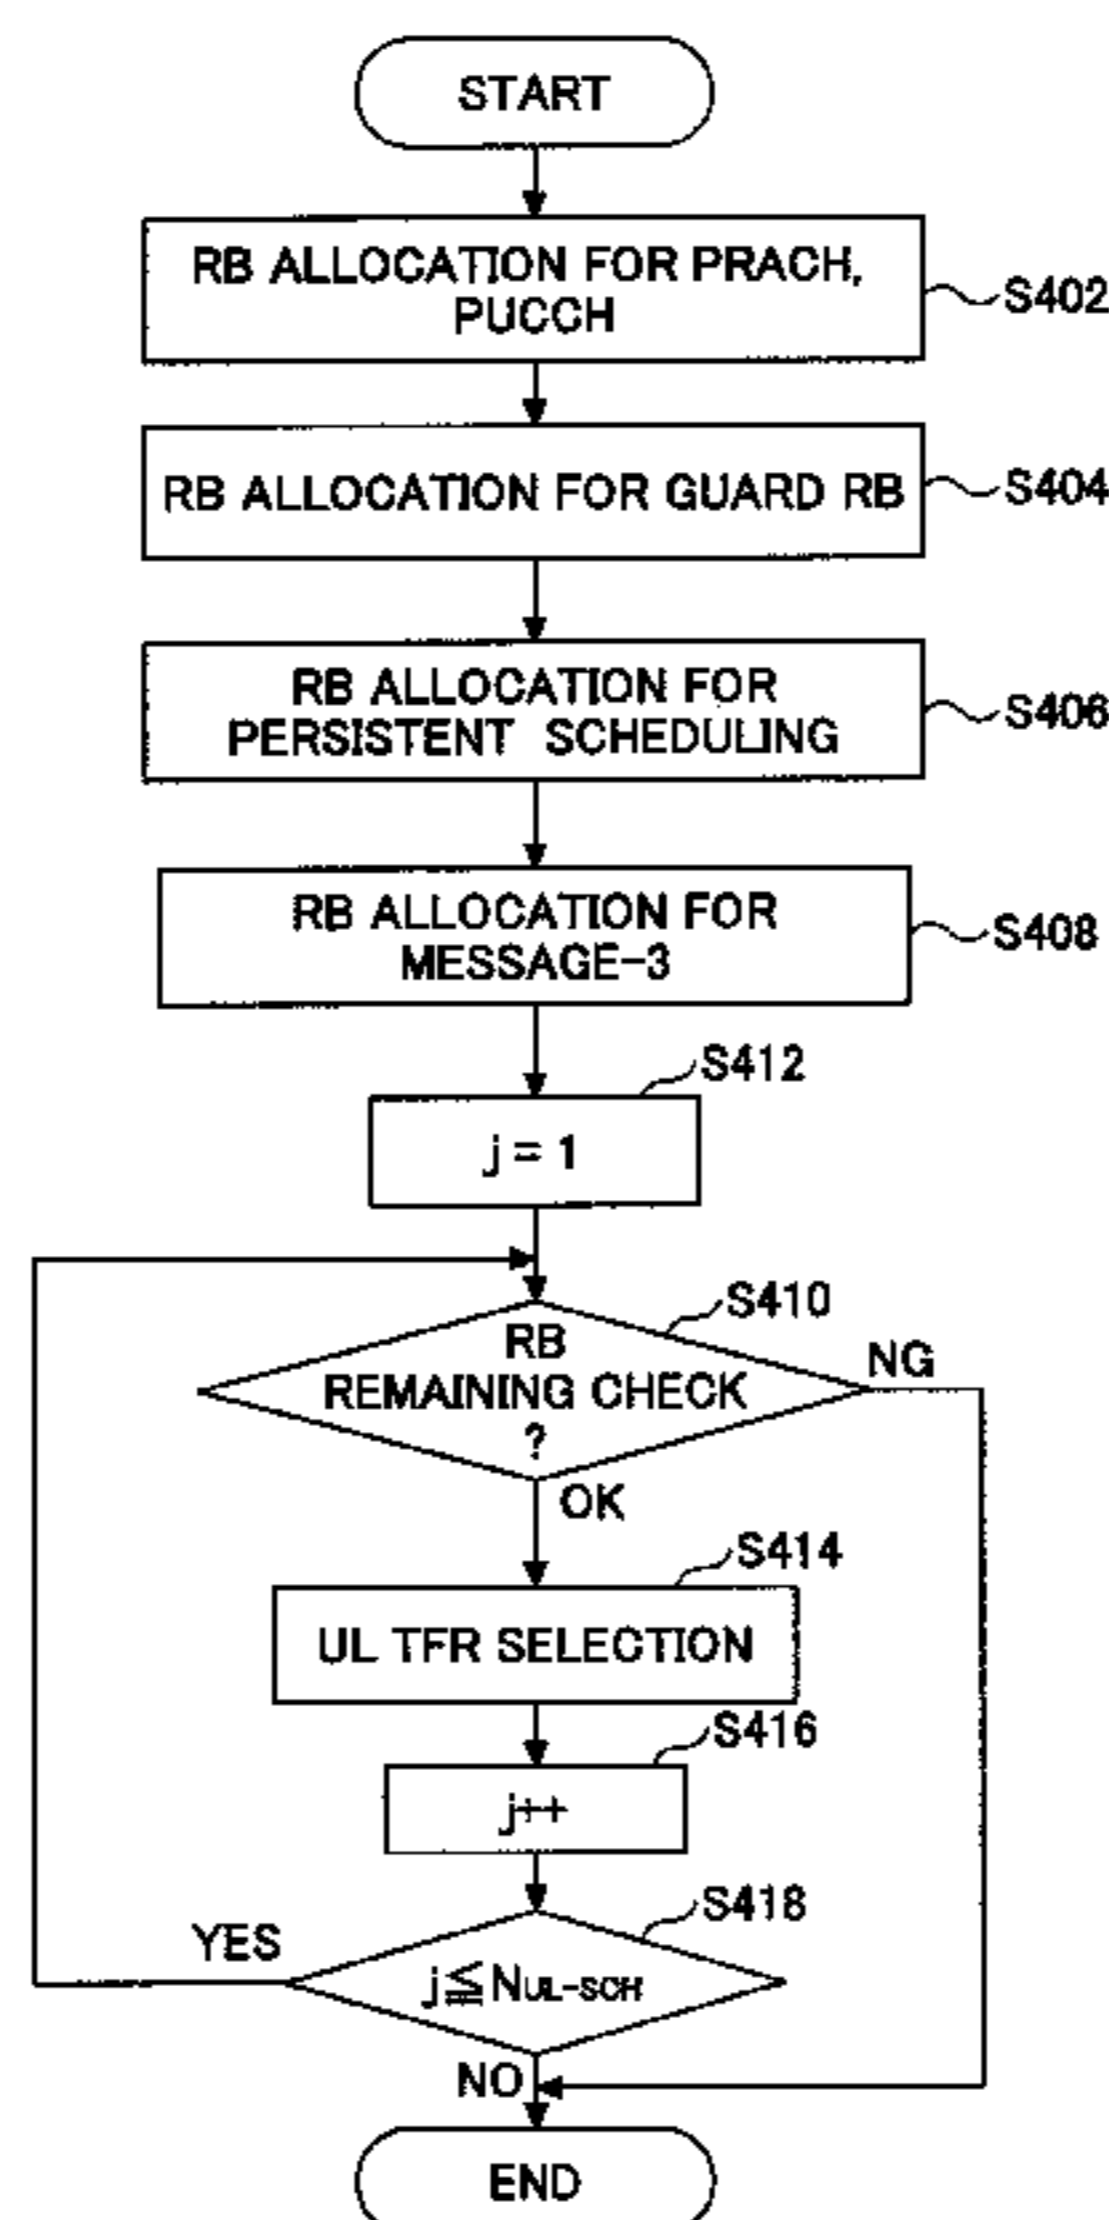 START
RB ALLOCATION FOR PRACH,
PUCCH
S402
RB ALLOCATION FOR GUARD RB
S404
RB ALLOCATION FOR
PERSISTENT SCHEDULING
S406
RB ALLOCATION FOR
MESSAGE-3
S408
S412
j = 1
S410
RB
REMAINING CHECK
?
NG
OK
S414
UL TFR SELECTION
S416
j++
S418
YES
j≦NUL-SCH
NO
END